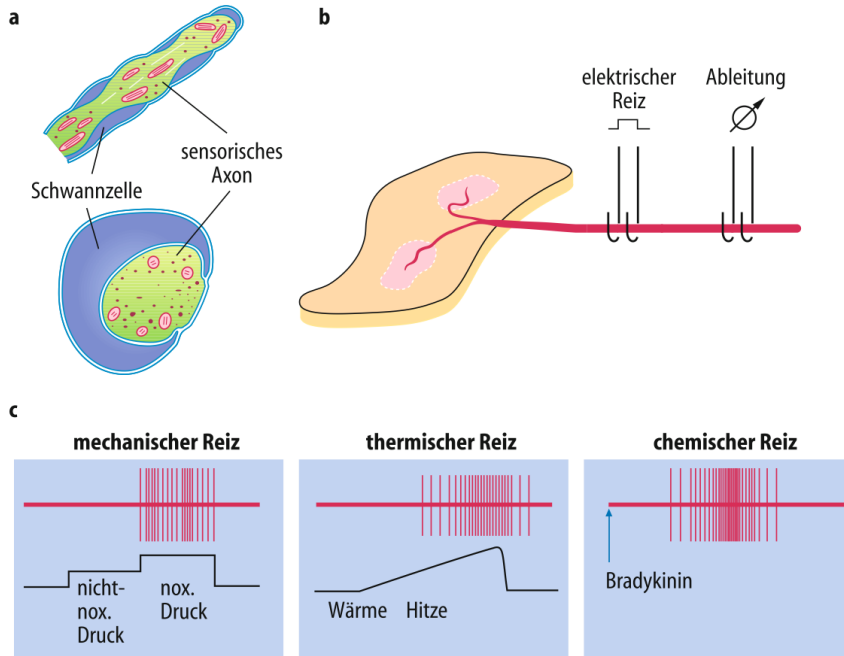 a
Schwannzelle
sensorisches
Axon
b
elektrischer
Reiz
Ableitung
c
mechanischer Reiz
nicht-
nox.
Druck
nox.
Druck
thermischer Reiz
Wärme
Hitze
chemischer Reiz
Bradykinin